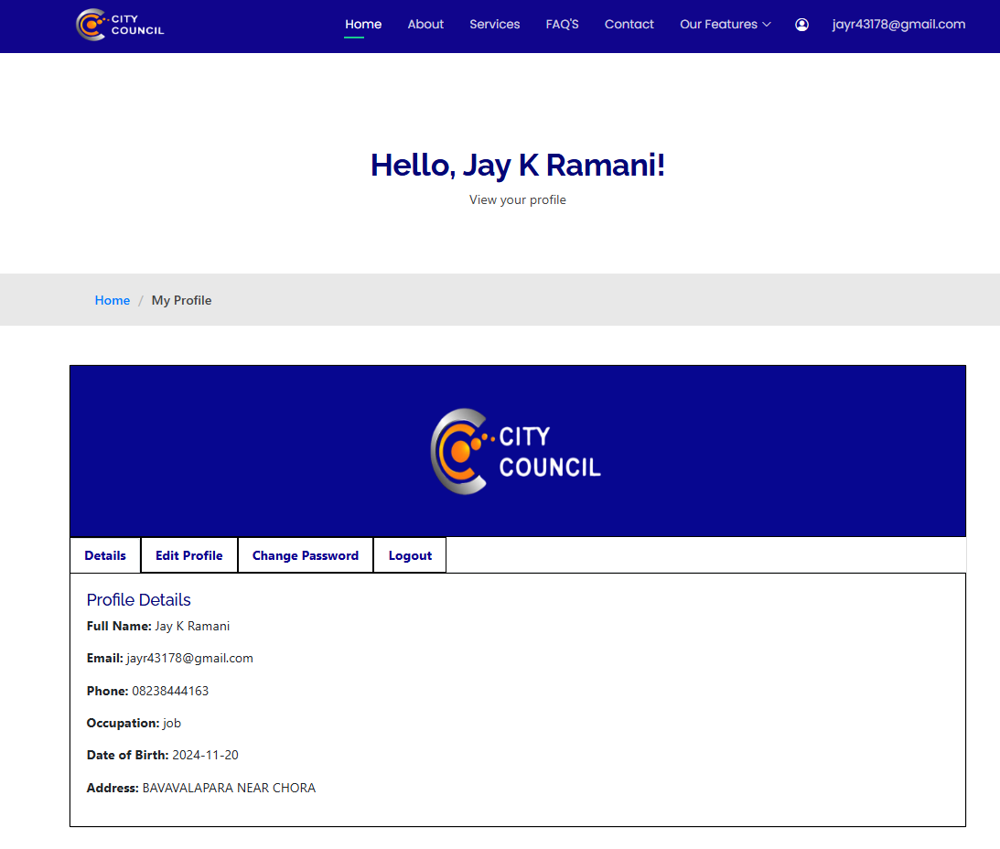 CITY
COUNCIL
Home About Services FAQ'S Contact Our Features jayr43178@gmail.com
Hello, Jay K Ramani!
View your profile
Home / My Profile
CITY
COUNCIL
Details Edit Profile Change Password Logout
Profile Details
Full Name: Jay K Ramani
Email: jayr43178@gmail.com
Phone: 08238444163
Occupation: job
Date of Birth: 2024-11-20
Address: BAVAVALAPARA NEAR CHORA